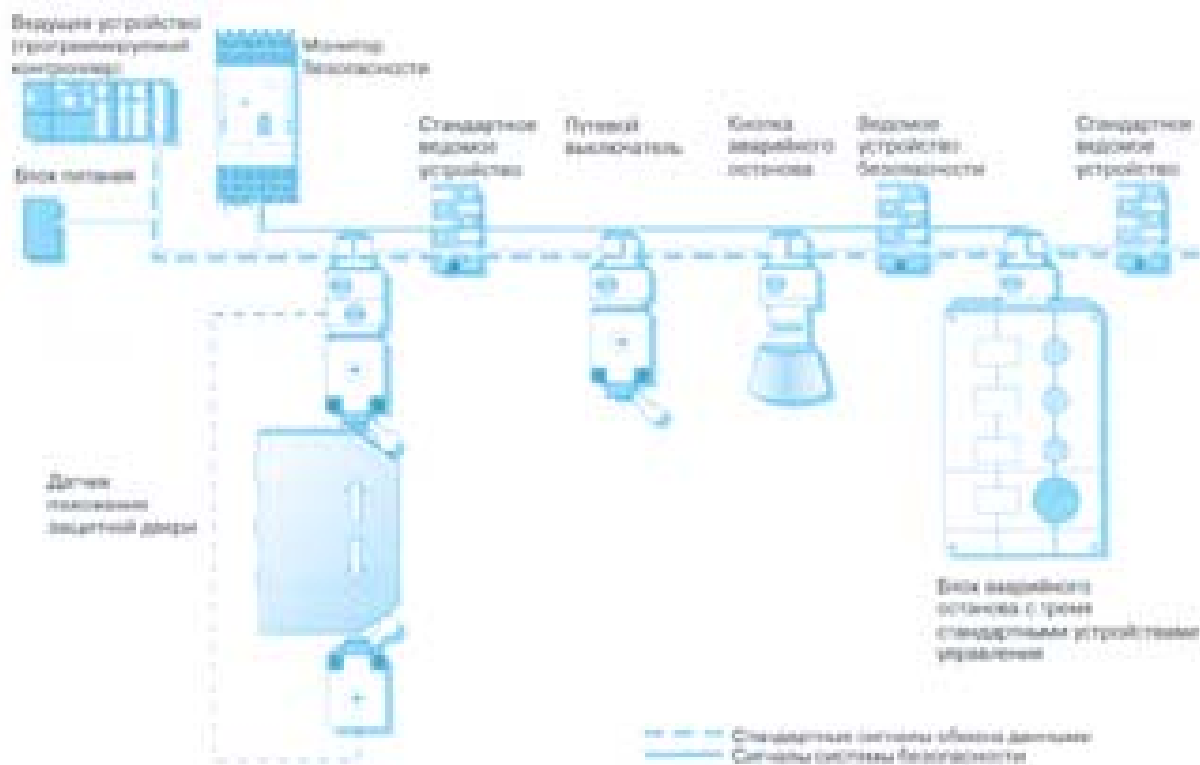 Ведущее устройство
(программируемый
контроллер)
Монитор
безопасности
Блок питания
Стандартное
ведомое
устройство
Путевой
выключатель
Кнопка
аварийного
останова
Ведомое
устройство
безопасности
Стандартное
ведомое
устройство
Датчик
положения
защитной двери
Блок аварийного
останова с тремя
стандартными устройствами
управления
Стандартные сигналы обмена данными
Сигналы системы безопасности